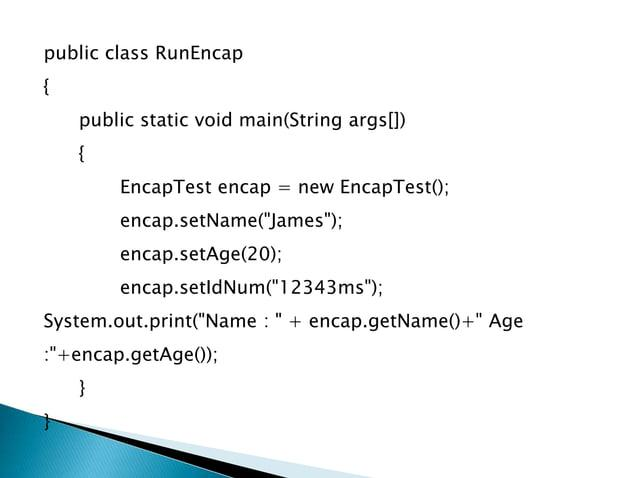 public class RunEncap
{
public static void main(String args[])
{
EncapTest encap = new EncapTest();
encap.setName("James");
encap.setAge(20);
encap.setIdNum("12343ms");
System.out.print("Name : " + encap.getName()+" Age
:"+encap.getAge());
}
}